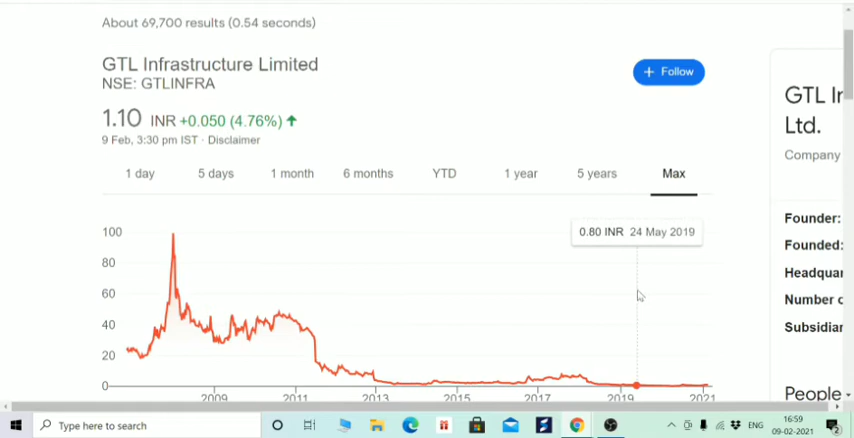 About 69,700 results (0.54 seconds)
GTL Infrastructure Limited
NSE: GTLINFRA
+ Follow
1.10 INR +0.050 (4.76%) ↑
9 Feb, 3:30 pm IST · Disclaimer
1 day 5 days 1 month 6 months YTD 1 year 5 years Max
0.80 INR 24 May 2019
100
80
60
40
20
0
2009 2011 2013 2015 2017 2019 2021
GTL Ir
Ltd.
Company
Founder:
Founded:
Headquar
Number o
Subsidiar
People
Type here to search
ENG
16:59
09-02-2021
2